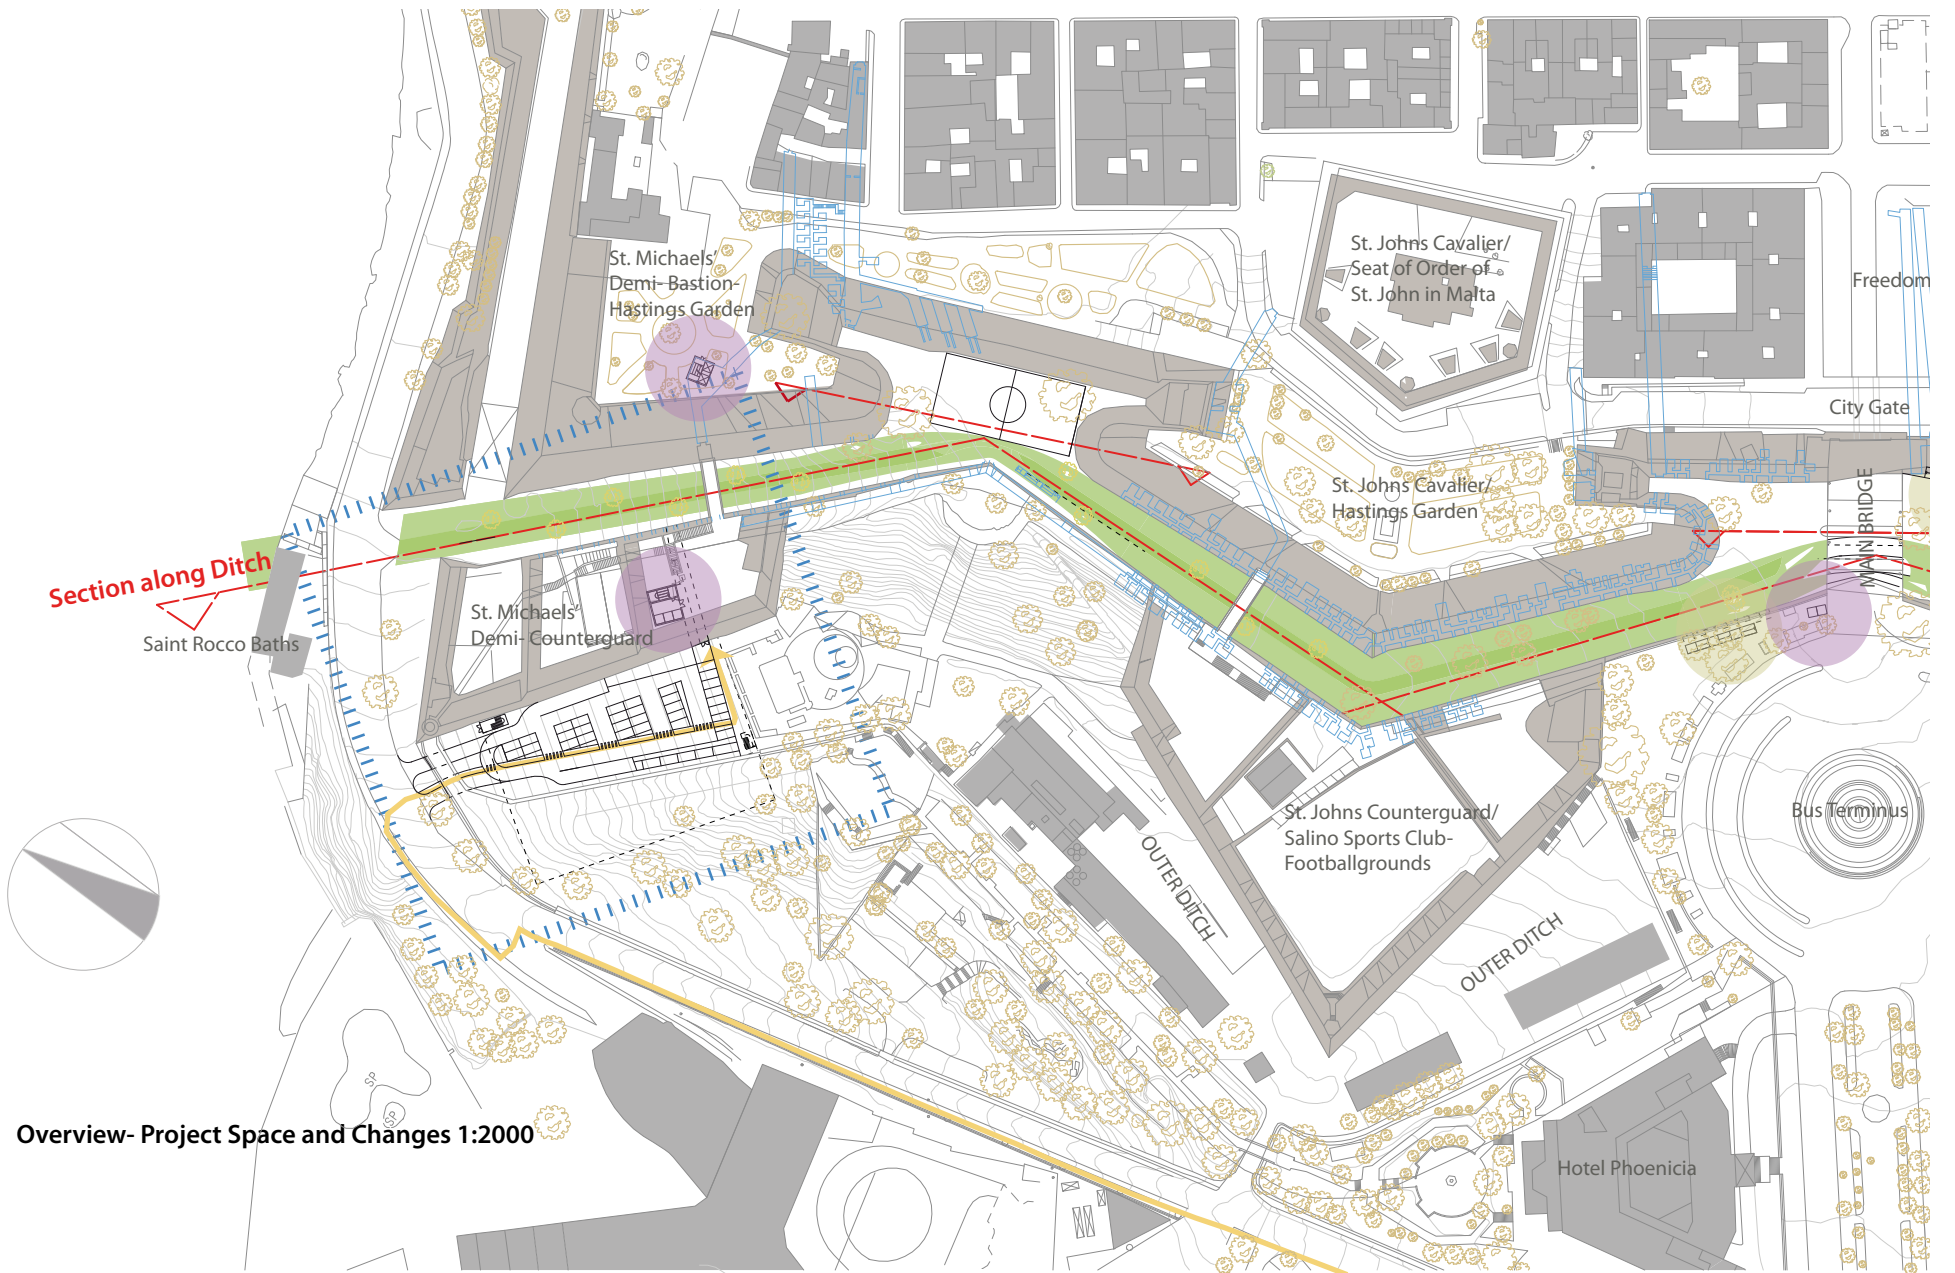 St. Michaels'
Demi- Bastion-
Hastings Garden
St. Johns Cavalier/
Seat of Order of
St. John in Malta
Freedom
City Gate
MAIN BRIDGE
St. Johns Cavalier/
Hastings Garden
Section along Ditch
Saint Rocco Baths
St. Michaels'
Demi- Counterguard
OUTER DITCH
St. Johns Counterguard/
Salino Sports Club-
Footballgrounds
Bus Terminus
OUTER DITCH
SP
SP
Overview- Project Space and Changes 1:2000
Hotel Phoenicia